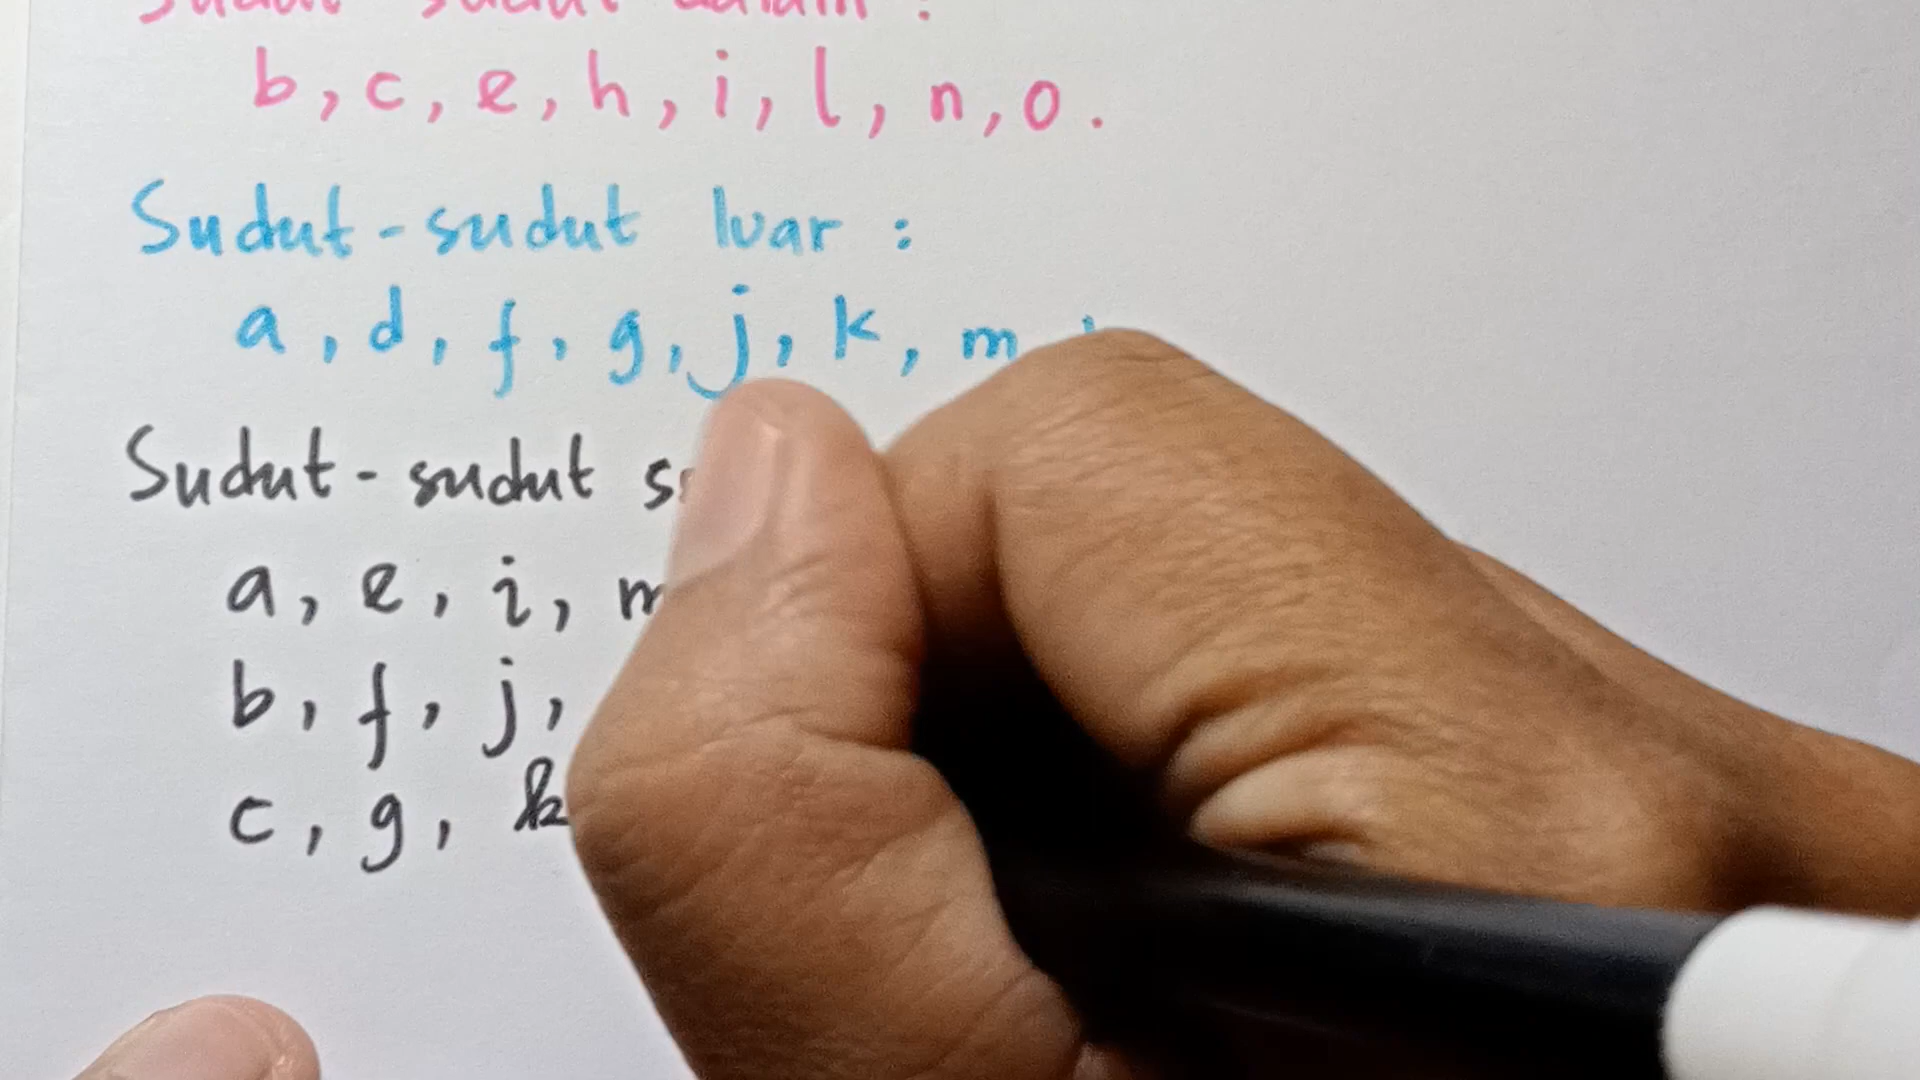 b, c, e, h, i, l, n, o.
Sudut-sudut luar :
a, d, f, g, j, k, m
Sudut-sudut
a, e, i, m
b, f, j,
c, g, k